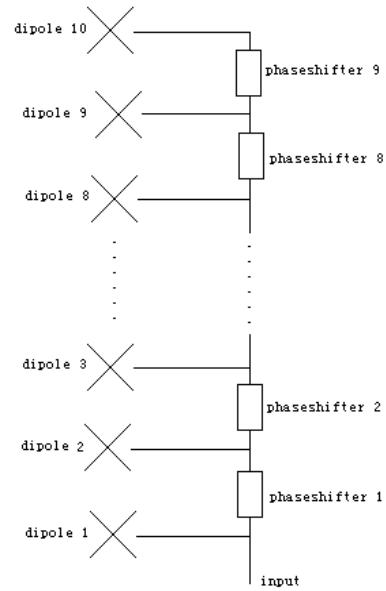 dipole 10
phaseshifter 9
dipole 9
phaseshifter 8
dipole 8
dipole 3
phaseshifter 2
dipole 2
phaseshifter 1
dipole 1
input